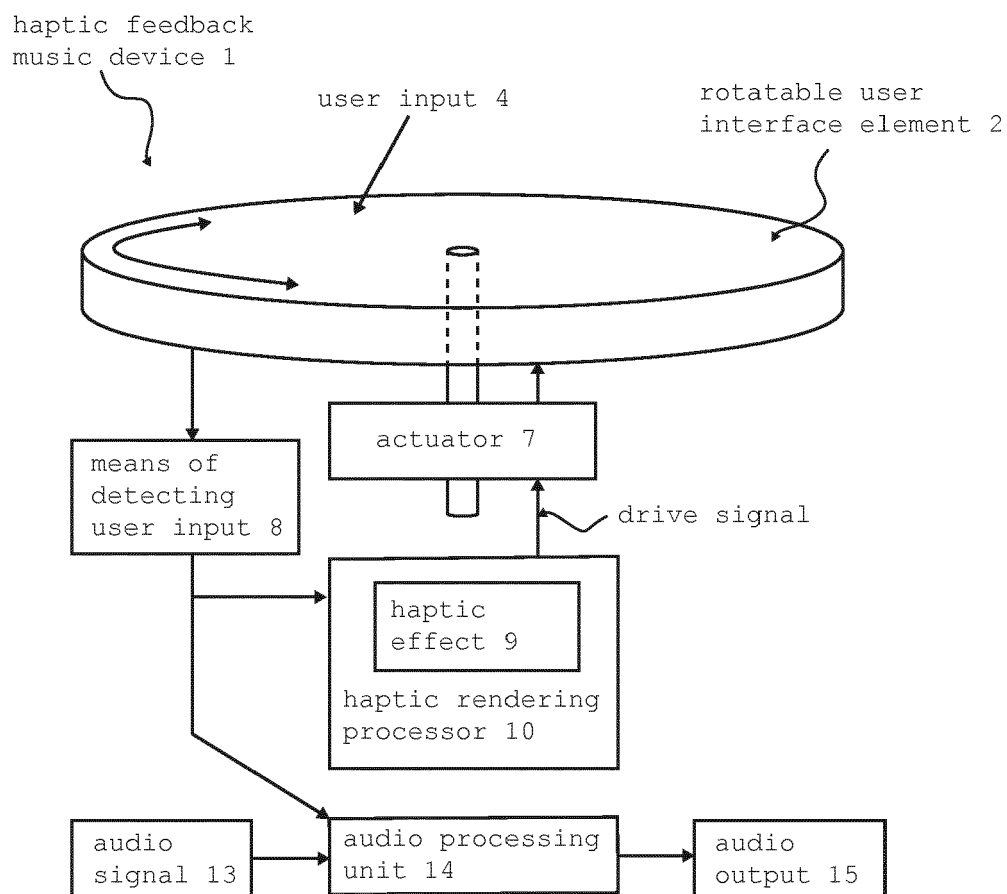 haptic feedback
music device 1
user input 4
rotatable user
interface element 2
actuator 7
means of
detecting
user input 8
drive signal
haptic
effect 9
haptic rendering
processor 10
audio
signal 13
audio processing
unit 14
audio
output 15